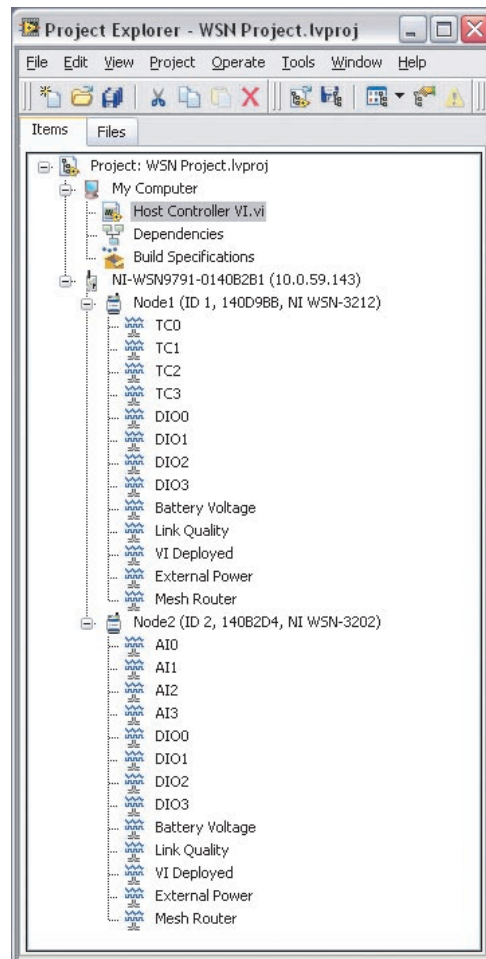 Project Explorer - WSN Project.lvproj
File Edit View Project Operate Tools Window Help
Items Files
Project: WSN Project.lvproj
My Computer
Host Controller VI.vi
Dependencies
Build Specifications
NI-WSN9791-0140B2B1 (10.0.59.143)
Node1 (ID 1, 140D9BB, NI WSN-3212)
TC0
TC1
TC2
TC3
DIO0
DIO1
DIO2
DIO3
Battery Voltage
Link Quality
VI Deployed
External Power
Mesh Router
Node2 (ID 2, 140B2D4, NI WSN-3202)
AI0
AI1
AI2
AI3
DIO0
DIO1
DIO2
DIO3
Battery Voltage
Link Quality
VI Deployed
External Power
Mesh Router